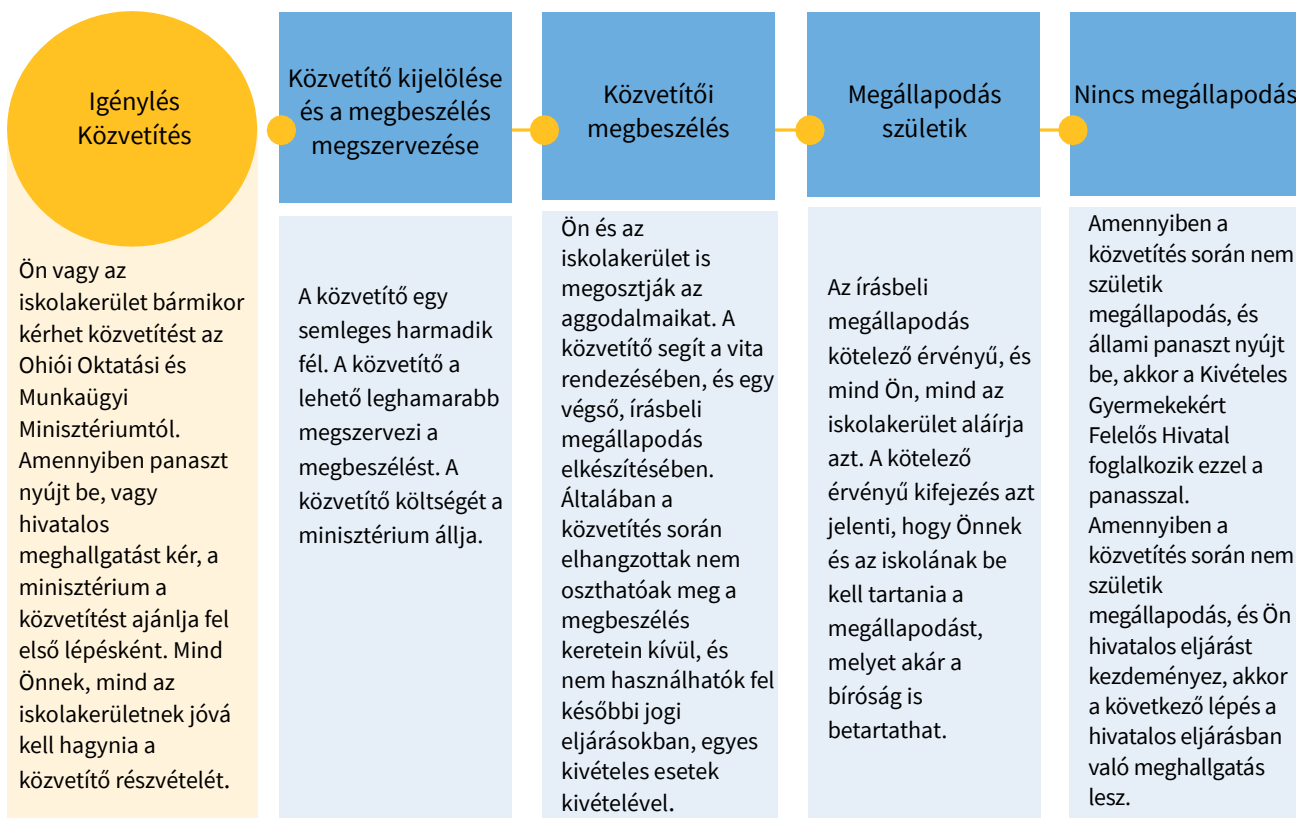 Igénylés
Közvetítés
Ön vagy az
iskolakerület bármikor
kérhet közvetítést az
Ohiói Oktatási és
Munkaügyi
Minisztériumtól.
Amennyiben panaszt
nyújt be, vagy
hivatalos
meghallgatást kér, a
minisztérium a
közvetítést ajánlja fel
első lépésként. Mind
Önnek, mind az
iskolakerületnek jóvá
kell hagynia a
közvetítő részvételét.
Közvetítő kijelölése
és a megbeszélés
megszervezése
A közvetítő egy
semleges harmadik
fél. A közvetítő a
lehető leghamarabb
megszervezi a
megbeszélést. A
közvetítő költségét a
minisztérium állja.
Közvetítői
megbeszélés
Ön és az
iskolakerület is
megosztják az
aggodalmaikat. A
közvetítő segít a vita
rendezésében, és egy
végső, írásbeli
megállapodás
elkészítésében.
Általában a
közvetítés során
elhangzottak nem
oszthatóak meg a
megbeszélés
keretein kívül, és
nem használhatók fel
későbbi jogi
eljárásokban, egyes
kivételes esetek
kivételével.
Megállapodás
születik
Az írásbeli
megállapodás
kötelező érvényű, és
mind Ön, mind az
iskolakerület aláírja
azt. A kötelező
érvényű kifejezés azt
jelenti, hogy Önnek
és az iskolának be
kell tartania a
megállapodást,
melyet akár a
bíróság is
betartathat.
Nincs megállapodás
Amennyiben a
közvetítés során nem
születik
megállapodás, és
állami panaszt nyújt
be, akkor a Kivételes
Gyermekekért
Felelős Hivatal
foglalkozik ezzel a
panasszal.
Amennyiben a
közvetítés során nem
születik
megállapodás, és Ön
hivatalos eljárást
kezdeményez, akkor
a következő lépés a
hivatalos eljárásban
való meghallgatás
lesz.